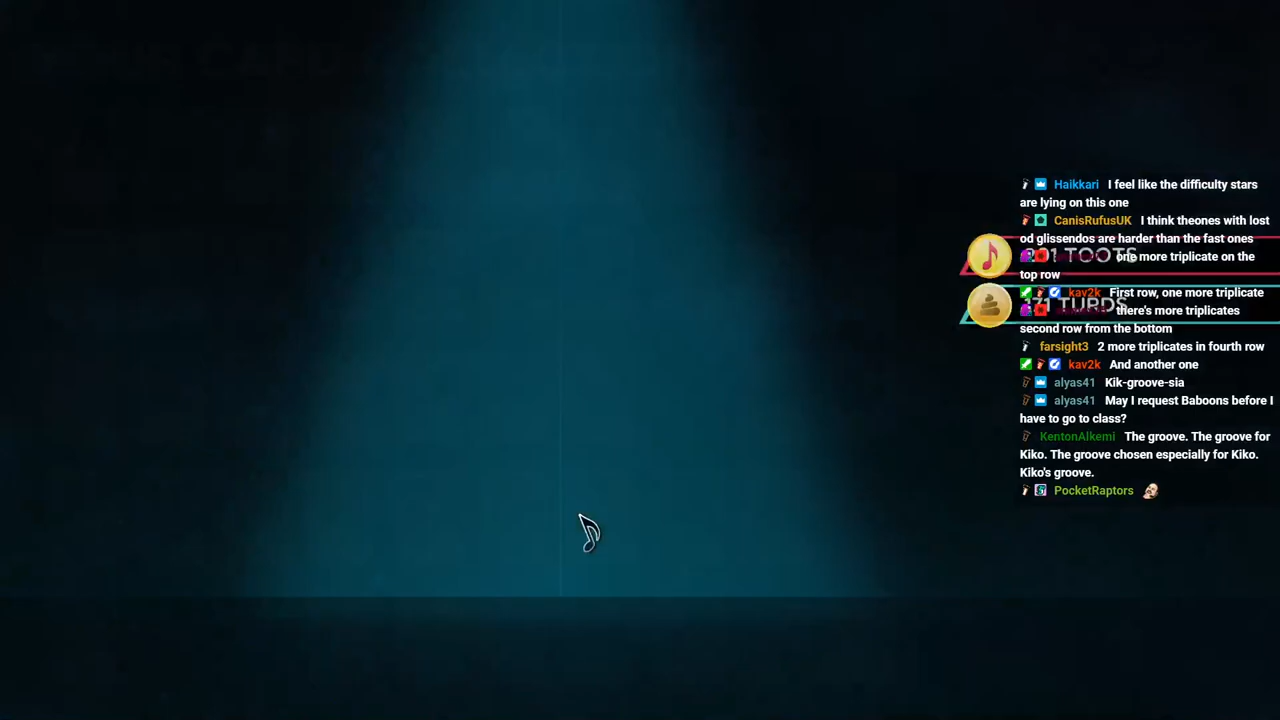 Haikkari I feel like the difficulty stars
are lying on this one
CanisRufusUK I think theones with lost
od glissendos are harder than the fast ones
one more triplicate on the
top row
TOOTS
kav2k First row, one more triplicate
there's more triplicates
second row from the bottom
171 TURDS
farsight3 2 more triplicates in fourth row
kav2k And another one
alyas41 Kik-groove-sia
alyas41 May I request Baboons before I
have to go to class?
KentonAlkemi The groove. The groove for
Kiko. The groove chosen especially for Kiko.
Kiko's groove.
PocketRaptors